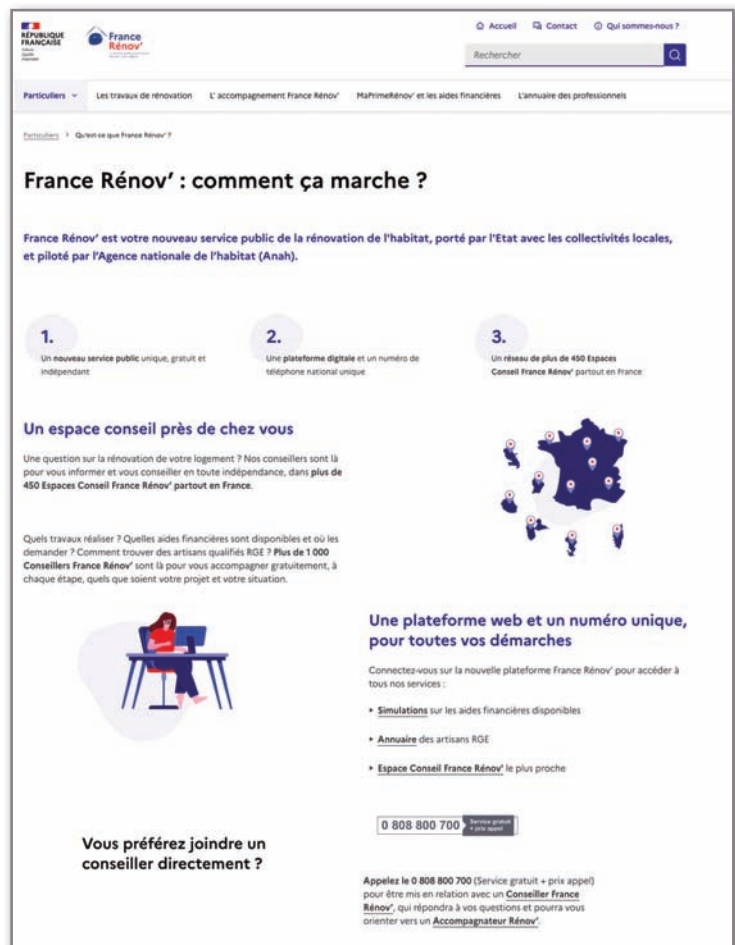 RÉPUBLIQUE
FRANÇAISE
France
Rénov'
Accueil Contact Qui sommes-nous ?
Rechercher
Particuliers Les travaux de rénovation L' accompagnement France Rénov' MaPrimeRénov' et les aides financières L'annuaire des professionnels
Particuliers > Qu'est-ce que France Rénov' ?
France Rénov' : comment ça marche ?
France Rénov' est votre nouveau service public de la rénovation de l'habitat, porté par l'Etat avec les collectivités locales,
et piloté par l'Agence nationale de l'habitat (Anah).
1.
Un nouveau service public unique, gratuit et
indépendant
2.
Une plateforme digitale et un numéro de
téléphone national unique
3.
Un réseau de plus de 450 Espaces
Conseil France Rénov' partout en France
Un espace conseil près de chez vous
Une question sur la rénovation de votre logement ? Nos conseillers sont là
pour vous informer et vous conseiller en toute indépendance, dans plus de
450 Espaces Conseil France Rénov' partout en France.
Quels travaux réaliser ? Quelles aides financières sont disponibles et où les
demander ? Comment trouver des artisans qualifiés RGE ? Plus de 1 000
Conseillers France Rénov' sont là pour vous accompagner gratuitement, à
chaque étape, quels que soient votre projet et votre situation.
Une plateforme web et un numéro unique,
pour toutes vos démarches
Connectez-vous sur la nouvelle plateforme France Rénov' pour accéder à
tous nos services :
‣ Simulations sur les aides financières disponibles
‣ Annuaire des artisans RGE
‣ Espace Conseil France Rénov' le plus proche
0 808 800 700 Service gratuit
+ prix appel
Vous préférez joindre un
conseiller directement ?
Appelez le 0 808 800 700 (Service gratuit + prix appel)
pour être mis en relation avec un Conseiller France
Rénov', qui répondra à vos questions et pourra vous
orienter vers un Accompagnateur Rénov'.